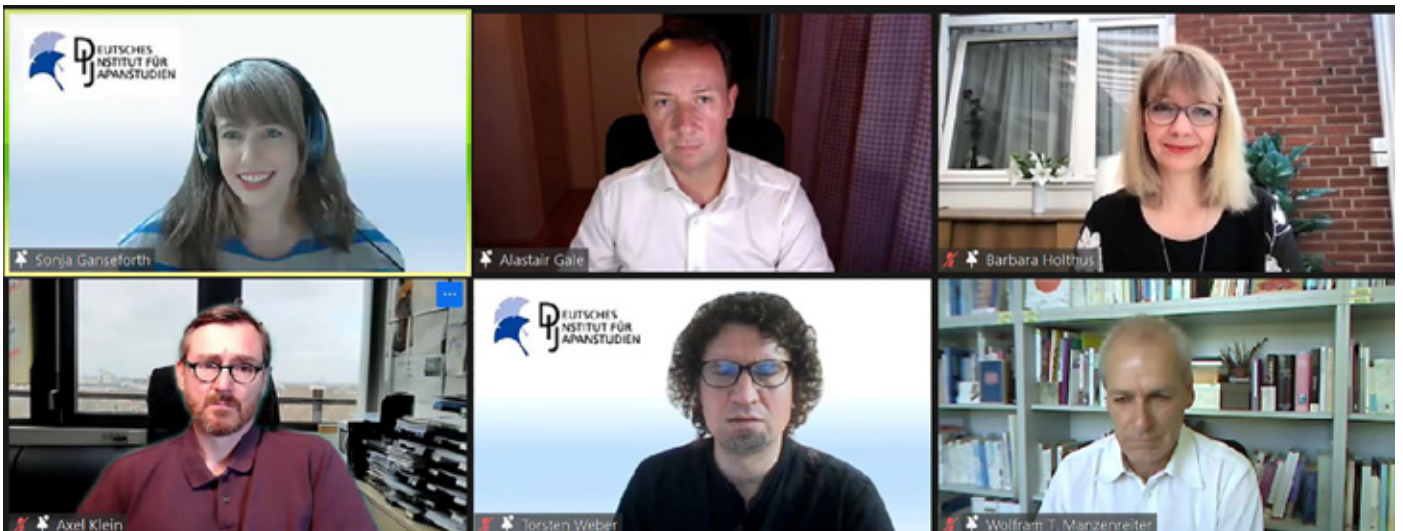 DEUTSCHES
INSTITUT FÜR
JAPANSTUDIEN
Sonja Ganseforth
Alastair Gale
Barbara Holthus
DEUTSCHES
INSTITUT FÜR
JAPANSTUDIEN
Axel Klein
Torsten Weber
Wolfram T. Manzenreiter